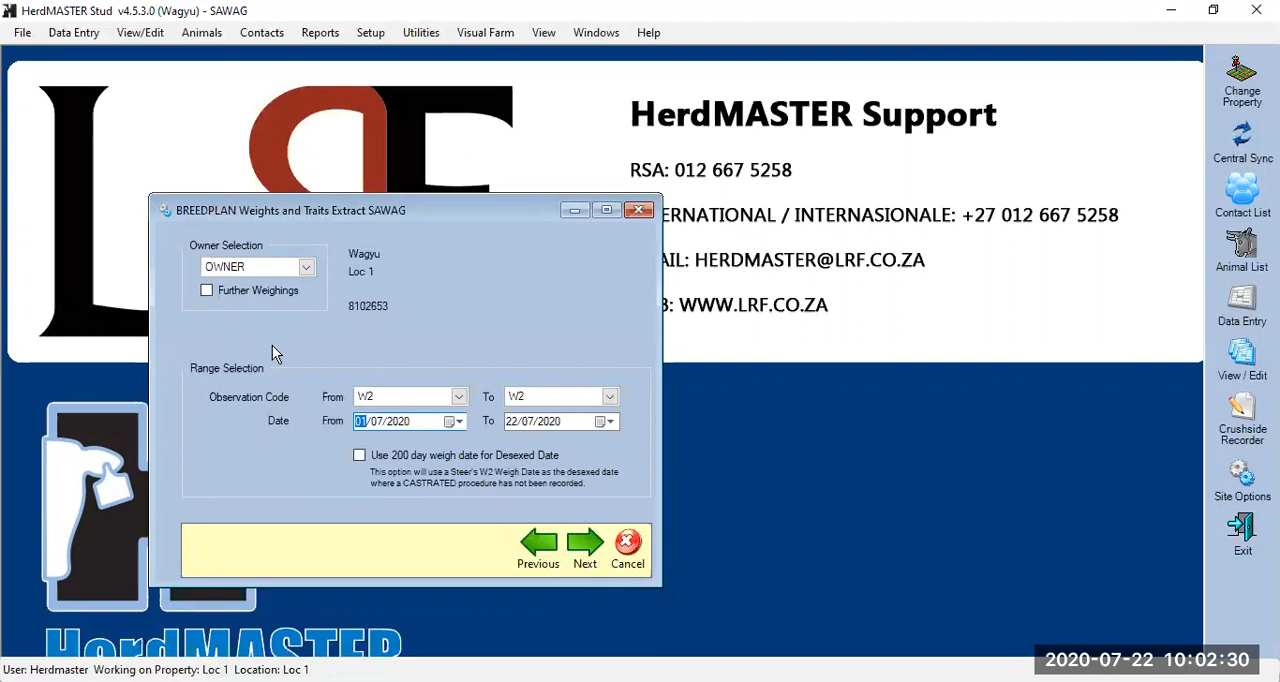 HerdMASTER Stud v4.5.3.0 (Wagyu) - SAWAG
File Data Entry View/Edit Animals Contacts Reports Setup Utilities Visual Farm View Windows Help
HerdMASTER Support
RSA: 012 667 5258
ERNATIONAL / INTERNASIONALE: +27 012 667 5258
AIL: HERDMASTER@LRF.CO.ZA
B: WWW.LRF.CO.ZA
BREEDPLAN Weights and Traits Extract SAWAG
Owner Selection
OWNER
Further Weighings
Wagyu
Loc 1
8102653
Range Selection
Observation Code From W2 To W2
Date From 01/07/2020 To 22/07/2020
Use 200 day weigh date for Desexed Date
This option will use a Steer's W2 Weigh Date as the desexed date
where a CASTRATED procedure has not been recorded.
Previous Next Cancel
Change
Property
Central Sync
Contact List
Animal List
Data Entry
View / Edit
Crushside
Recorder
Site Options
Exit
HerdMASTER
User: Herdmaster Working on Property: Loc 1 Location: Loc 1
2020-07-22 10:02:30